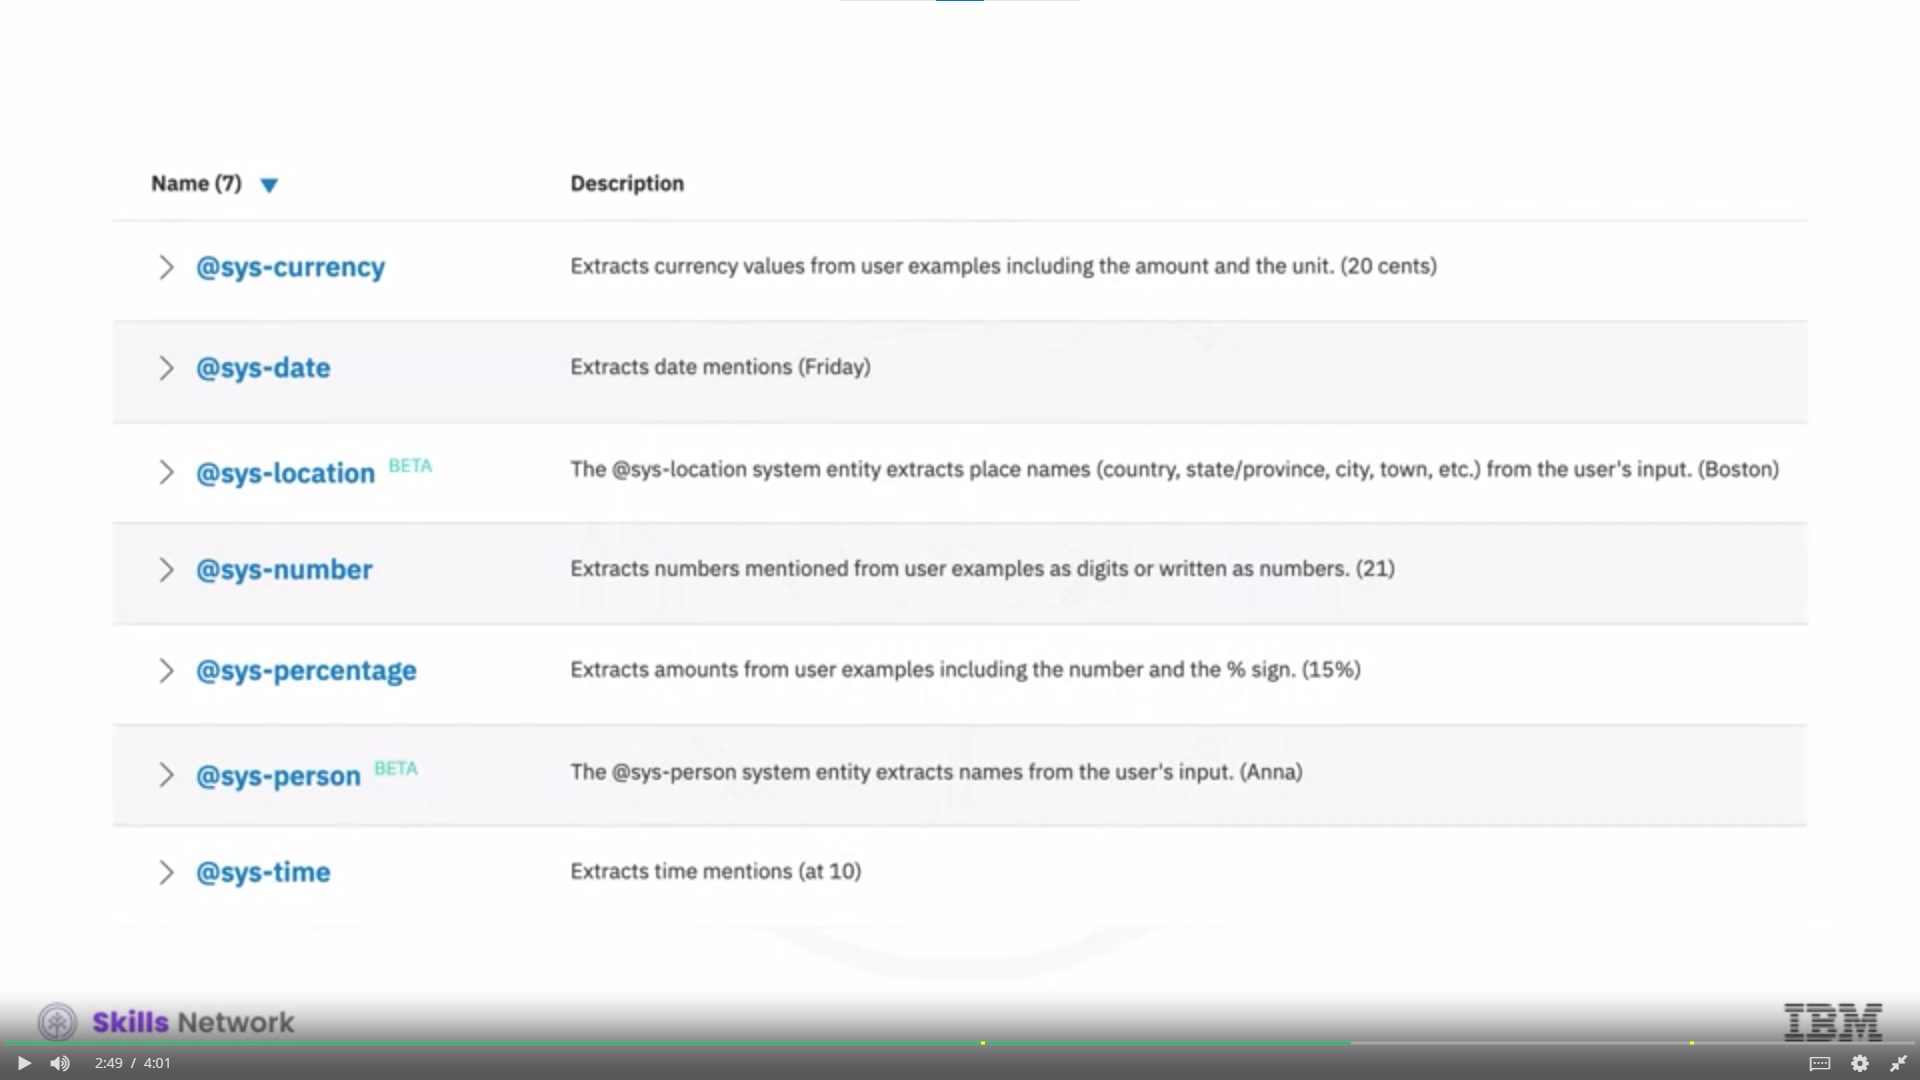 Name (7) Description
@sys-currency Extracts currency values from user examples including the amount and the unit. (20 cents)
@sys-date Extracts date mentions (Friday)
@sys-location BETA The @sys-location system entity extracts place names (country, state/province, city, town, etc.) from the user's input. (Boston)
@sys-number Extracts numbers mentioned from user examples as digits or written as numbers. (21)
@sys-percentage Extracts amounts from user examples including the number and the % sign. (15%)
@sys-person BETA The @sys-person system entity extracts names from the user's input. (Anna)
@sys-time Extracts time mentions (at 10)
Skills Network IBM
2:49 / 4:01